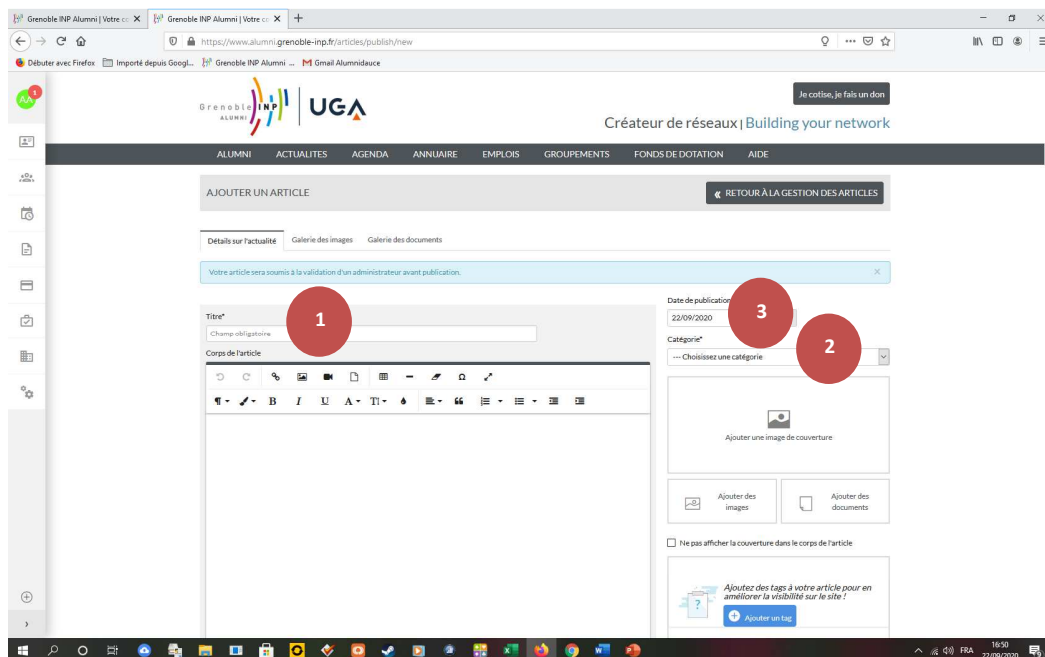 Grenoble INP Alumni | Votre co
Grenoble INP Alumni | Votre co
https://www.alumni.grenoble-inp.fr/articles/publish/new
Débuter avec Firefox Importé depuis Googl... Grenoble INP Alumni ... Gmail Alumnidauce
AA 1
Grenoble INP ALUMNI UGA
Je cotise, je fais un don
Créateur de réseaux | Building your network
ALUMNI ACTUALITES AGENDA ANNUAIRE EMPLOIS GROUPEMENTS FONDS DE DOTATION AIDE
AJOUTER UN ARTICLE
« RETOUR À LA GESTION DES ARTICLES
Détails sur l'actualité Galerie des images Galerie des documents
Votre article sera soumis à la validation d'un administrateur avant publication.
Titre*
Champ obligatoire
1
Corps de l'article
B I U A T
Date de publication
22/09/2020
3
Catégorie*
--- Choisissez une catégorie
2
Ajouter une image de couverture
Ajouter des
images
Ajouter des
documents
Ne pas afficher la couverture dans le corps de l'article
Ajoutez des tags à votre article pour en
améliorer la visibilité sur le site !
Ajouter un tag
FRA
16:50
22/09/2020